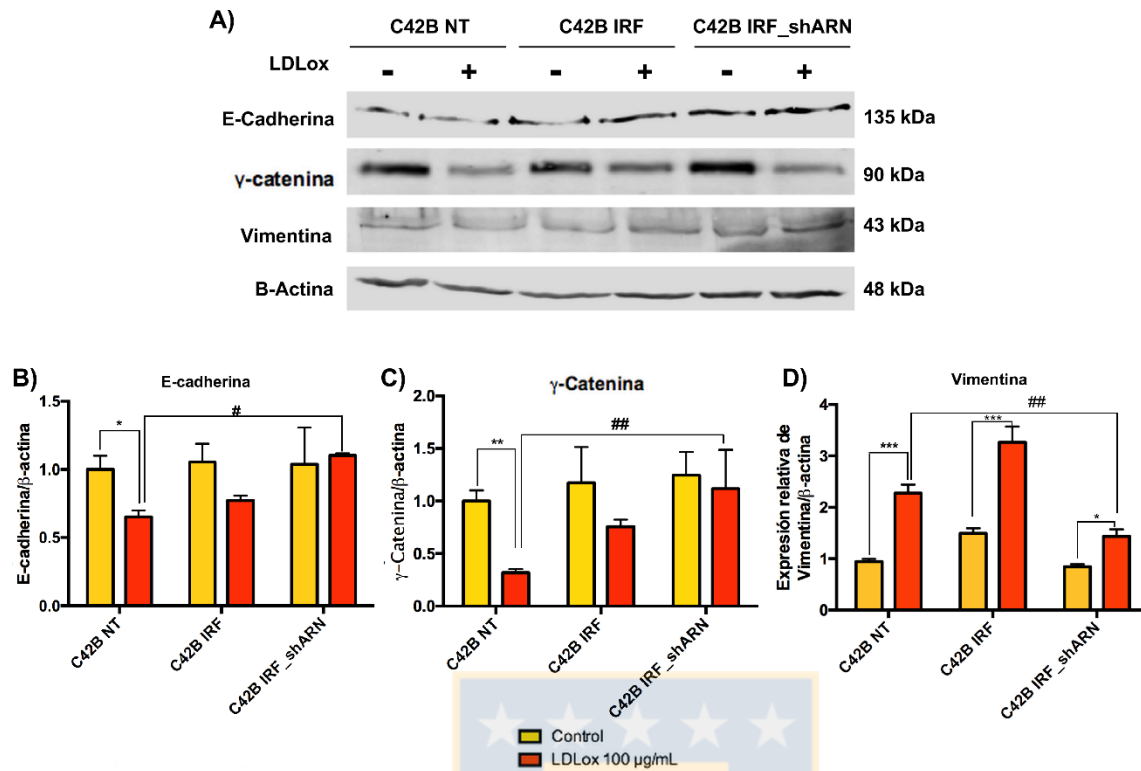 A)
C42B NT C42B IRF C42B IRF_shARN
LDLox - + - + - +
E-Cadherina 135 kDa
γ-catenina 90 kDa
Vimentina 43 kDa
B-Actina 48 kDa
B)
E-cadherina
E-cadherina/β-actina
1.5
1.0
0.5
0.0
*
#
C42B NT
C42B IRF
C42B IRF_shARN
C)
γ-Catenina
γ-Catenina/β-actina
2.0
1.5
1.0
0.5
0.0
**
##
C42B NT
C42B IRF
C42B IRF_shARN
D)
Vimentina
Expresión relativa de
Vimentina/β-actina
4
3
2
1
0
***
***
##
*
C42B NT
C42B IRF
C42B IRF_shARN
Control
LDLox 100 µg/mL